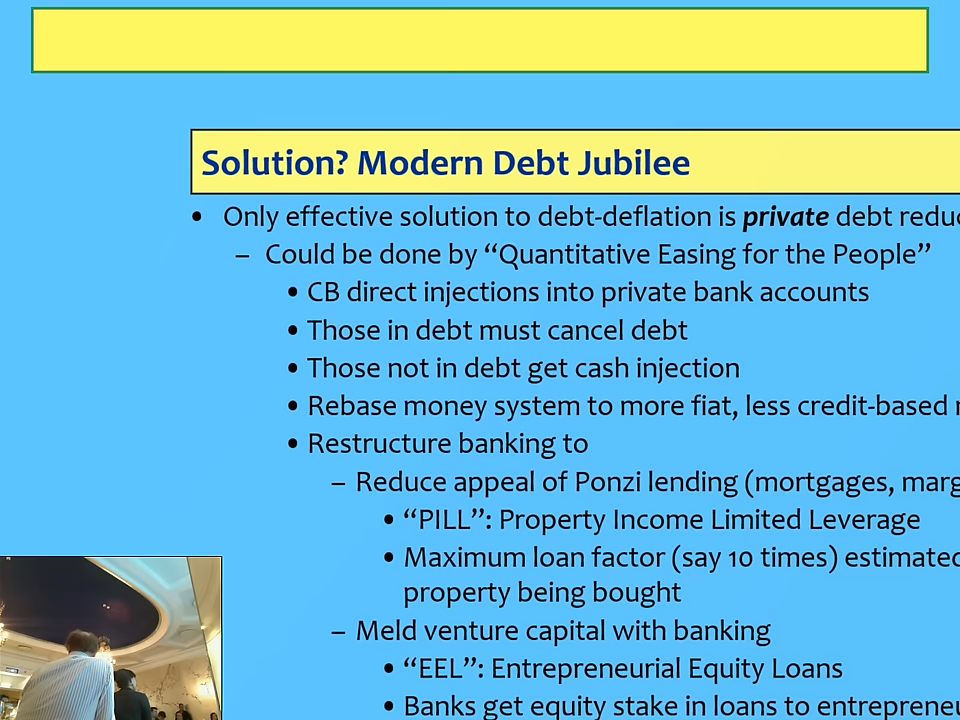 Solution? Modern Debt Jubilee
• Only effective solution to debt-deflation is private debt reduc
– Could be done by “Quantitative Easing for the People”
• CB direct injections into private bank accounts
• Those in debt must cancel debt
• Those not in debt get cash injection
• Rebase money system to more fiat, less credit-based
• Restructure banking to
– Reduce appeal of Ponzi lending (mortgages, marg
• “PILL”: Property Income Limited Leverage
• Maximum loan factor (say 10 times) estimated
property being bought
– Meld venture capital with banking
• “EEL”: Entrepreneurial Equity Loans
• Banks get equity stake in loans to entrepreneu